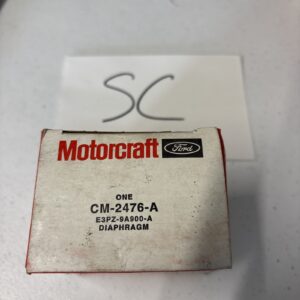 SC
Motorcraft Ford
ONE
CM-2476-A
E3PZ-9A900-A
DIAPHRAGM